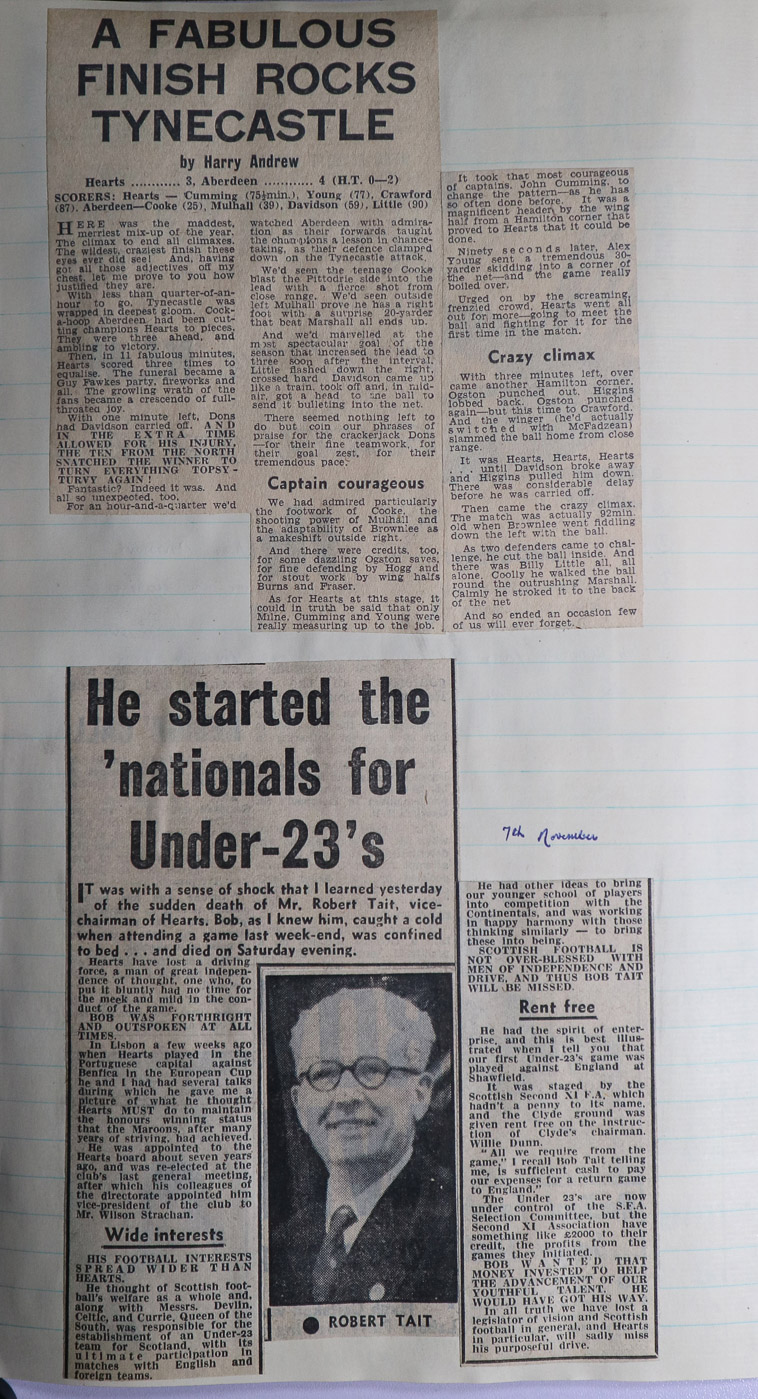 A FABULOUS
FINISH ROCKS
TYNECASTLE
by Harry Andrew
Hearts ............ 3, Aberdeen ............ 4 (H.T. 0—2)
SCORERS: Hearts — Cumming (75½min.), Young (77), Crawford
(87). Aberdeen—Cooke (25), Mulhall (39), Davidson (59), Little (90)
HERE was the maddest,
merriest mix-up of the year.
The climax to end all climaxes.
The wildest, craziest finish these
eyes ever did see! And, having
got all those adjectives off my
chest, let me prove to you how
justified they are.
With less than quarter-of-an-
hour to go, Tynecastle was
wrapped in deepest gloom. Cock-
a-hoop Aberdeen had been cut-
ting champions Hearts to pieces.
They were three ahead, and
ambling to victory.
Then, in 11 fabulous minutes,
Hearts scored three times to
equalise. The funeral became a
Guy Fawkes party, fireworks and
all. The growing wrath of the
fans became a crescendo of full-
throated joy.
With one minute left, Dons
had Davidson carried off. AND
IN THE EXTRA TIME
ALLOWED FOR HIS INJURY,
THE TEN FROM THE NORTH
SNATCHED THE WINNER TO
TURN EVERYTHING TOPSY-
TURVY AGAIN!
Fantastic? Indeed it was. And
all so unexpected, too.
For an hour-and-a-quarter we'd
watched Aberdeen with admira-
tion as their forwards taught
the champions a lesson in chance-
taking, as their defence clamped
down on the Tynecastle attack.
We'd seen the teenage Cooke
blast the Pittodrie side into the
lead with a fierce shot from
close range. We'd seen outside
left Mulhall prove he has a right
foot with a surprise 20-yarder
that beat Marshall all ends up.
And we'd marvelled at the
most spectacular goal of the
season that increased the lead to
three soon after the interval.
Little flashed down the right,
crossed hard. Davidson came up
like a train, took off and, in mid-
air, got a head to the ball to
send it bulleting into the net.
There seemed nothing left to
do but coin our phrases of
praise for the crackerjack Dons
—for their fine teamwork, for
their goal zest, for their
tremendous pace.
Captain courageous
We had admired particularly
the footwork of Cooke, the
shooting power of Mulhall and
the adaptability of Brownlee as
a makeshift outside right.
And there were credits, too,
for some dazzling Ogston saves,
for fine defending by Hogg and
for stout work by wing halfs
Burns and Fraser.
As for Hearts at this stage, it
could in truth be said that only
Milne, Cumming and Young were
really measuring up to the job.
It took that most courageous
of captains, John Cumming, to
change the pattern—as he has
so often done before. It was a
magnificent header by the wing
half from a Hamilton corner that
proved to Hearts that it could be
done.
Ninety seconds later, Alex
Young sent a tremendous 30-
yarder skidding into a corner of
the net—and the game really
boiled over.
Urged on by the screaming,
frenzied crowd, Hearts went all
out for more—going to meet the
ball and fighting for it for the
first time in the match.
Crazy climax
With three minutes left, over
came another Hamilton corner.
Ogston punched out. Higgins
lobbed back. Ogston punched
again—but this time to Crawford.
And the winger (he'd actually
switched with McFadzean)
slammed the ball home from close
range.
It was Hearts, Hearts, Hearts
. . . until Davidson broke away
and Higgins pulled him down.
There was considerable delay
before he was carried off.
Then came the crazy climax.
The match was actually 92min.
old when Brownlee went fiddling
down the left with the ball.
As two defenders came to chal-
lenge, he cut the ball inside. And
there was Billy Little all, all
alone. Coolly he walked the ball
round the outrushing Marshall.
Calmly he stroked it to the back
of the net
And so ended an occasion few
of us will ever forget.
He started the
'nationals for
Under-23's
7th November
IT was with a sense of shock that I learned yesterday
of the sudden death of Mr. Robert Tait, vice-
chairman of Hearts. Bob, as I knew him, caught a cold
when attending a game last week-end, was confined
to bed . . . and died on Saturday evening.
Hearts have lost a driving
force, a man of great indepen-
dence of thought, one who, to
put it bluntly had no time for
the meek and mild in the con-
duct of the game.
BOB WAS FORTHRIGHT
AND OUTSPOKEN AT ALL
TIMES.
In Lisbon a few weeks ago
when Hearts played in the
Portuguese capital against
Benfica in the European Cup
he and I had had several talks
during which he gave me a
picture of what he thought
Hearts MUST do to maintain
the honours winning status
that the Maroons, after many
years of striving, had achieved.
He was appointed to the
Hearts board about seven years
ago, and was re-elected at the
club's last general meeting,
after which his colleagues of
the directorate appointed him
vice-president of the club to
Mr. Wilson Strachan.
Wide interests
HIS FOOTBALL INTERESTS
SPREAD WIDER THAN
HEARTS.
He thought of Scottish foot-
ball's welfare as a whole and,
along with Messrs. Devlin,
Celtic, and Currie, Queen of the
South, was responsible for the
establishment of an Under-23
team for Scotland, with its
ultimate participation in
matches with English and
foreign teams.
● ROBERT TAIT
He had other ideas to bring
our younger school of players
into competition with the
Continentals, and was working
in happy harmony with those
thinking similarly — to bring
these into being.
SCOTTISH FOOTBALL IS
NOT OVER-BLESSED WITH
MEN OF INDEPENDENCE AND
DRIVE, AND THUS BOB TAIT
WILL BE MISSED.
Rent free
He had the spirit of enter-
prise, and this is best illus-
trated when I tell you that
our first Under-23's game was
played against England at
Shawfield.
It was staged by the
Scottish Second XI F.A. which
hadn't a penny to its name,
and the Clyde ground was
given rent free on the instruc-
tion of Clyde's chairman.
Willie Dunn.
"All we require from the
game," I recall Bob Tait telling
me, is sufficient cash to pay
our expenses for a return game
to England."
The Under 23's are now
under control of the S.F.A.
Selection Committee, but the
Second XI Association have
something like £2000 to their
credit, the profits from the
games they initiated.
BOB WANTED THAT
MONEY INVESTED TO HELP
THE ADVANCEMENT OF OUR
YOUTHFUL TALENT. HE
WOULD HAVE GOT HIS WAY.
In all truth we have lost a
legislator of vision and Scottish
football in general, and Hearts
in particular, will sadly miss
his purposeful drive.